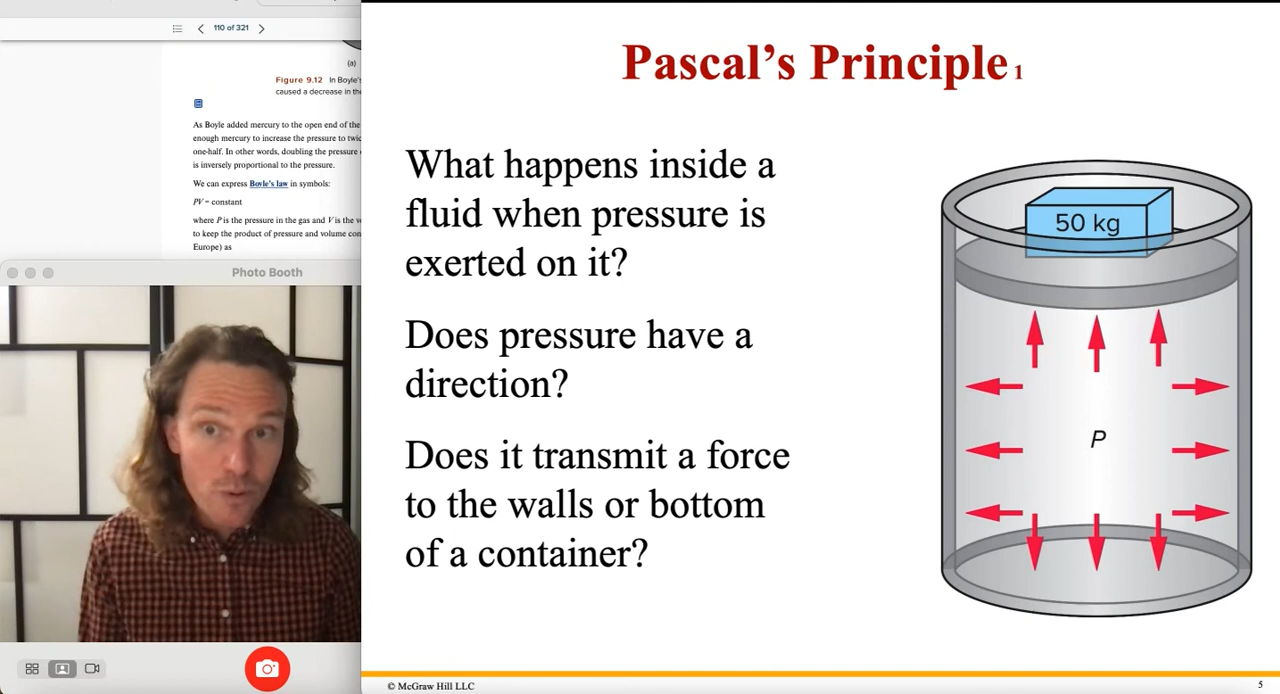 110 of 321
(a)
Figure 9.12 In Boyle's
caused a decrease in the
As Boyle added mercury to the open end of the
enough mercury to increase the pressure to twic
one-half. In other words, doubling the pressure
is inversely proportional to the pressure.
We can express Boyle's law in symbols:
PV = constant
where P is the pressure in the gas and V is the v
to keep the product of pressure and volume con
Europe) as
Photo Booth
Pascal's Principle 1
What happens inside a
fluid when pressure is
exerted on it?
Does pressure have a
direction?
Does it transmit a force
to the walls or bottom
of a container?
50 kg
P
© McGraw Hill LLC
5